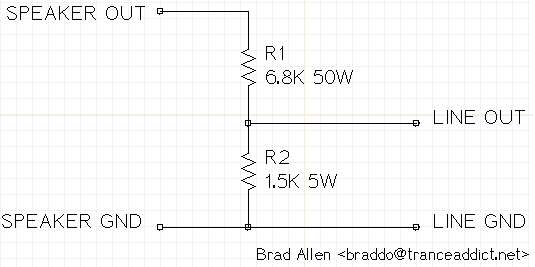 SPEAKER OUT
R1
6.8K 50W
LINE OUT
R2
1.5K 5W
SPEAKER GND
LINE GND
Brad Allen <braddo@tranceaddict.net>